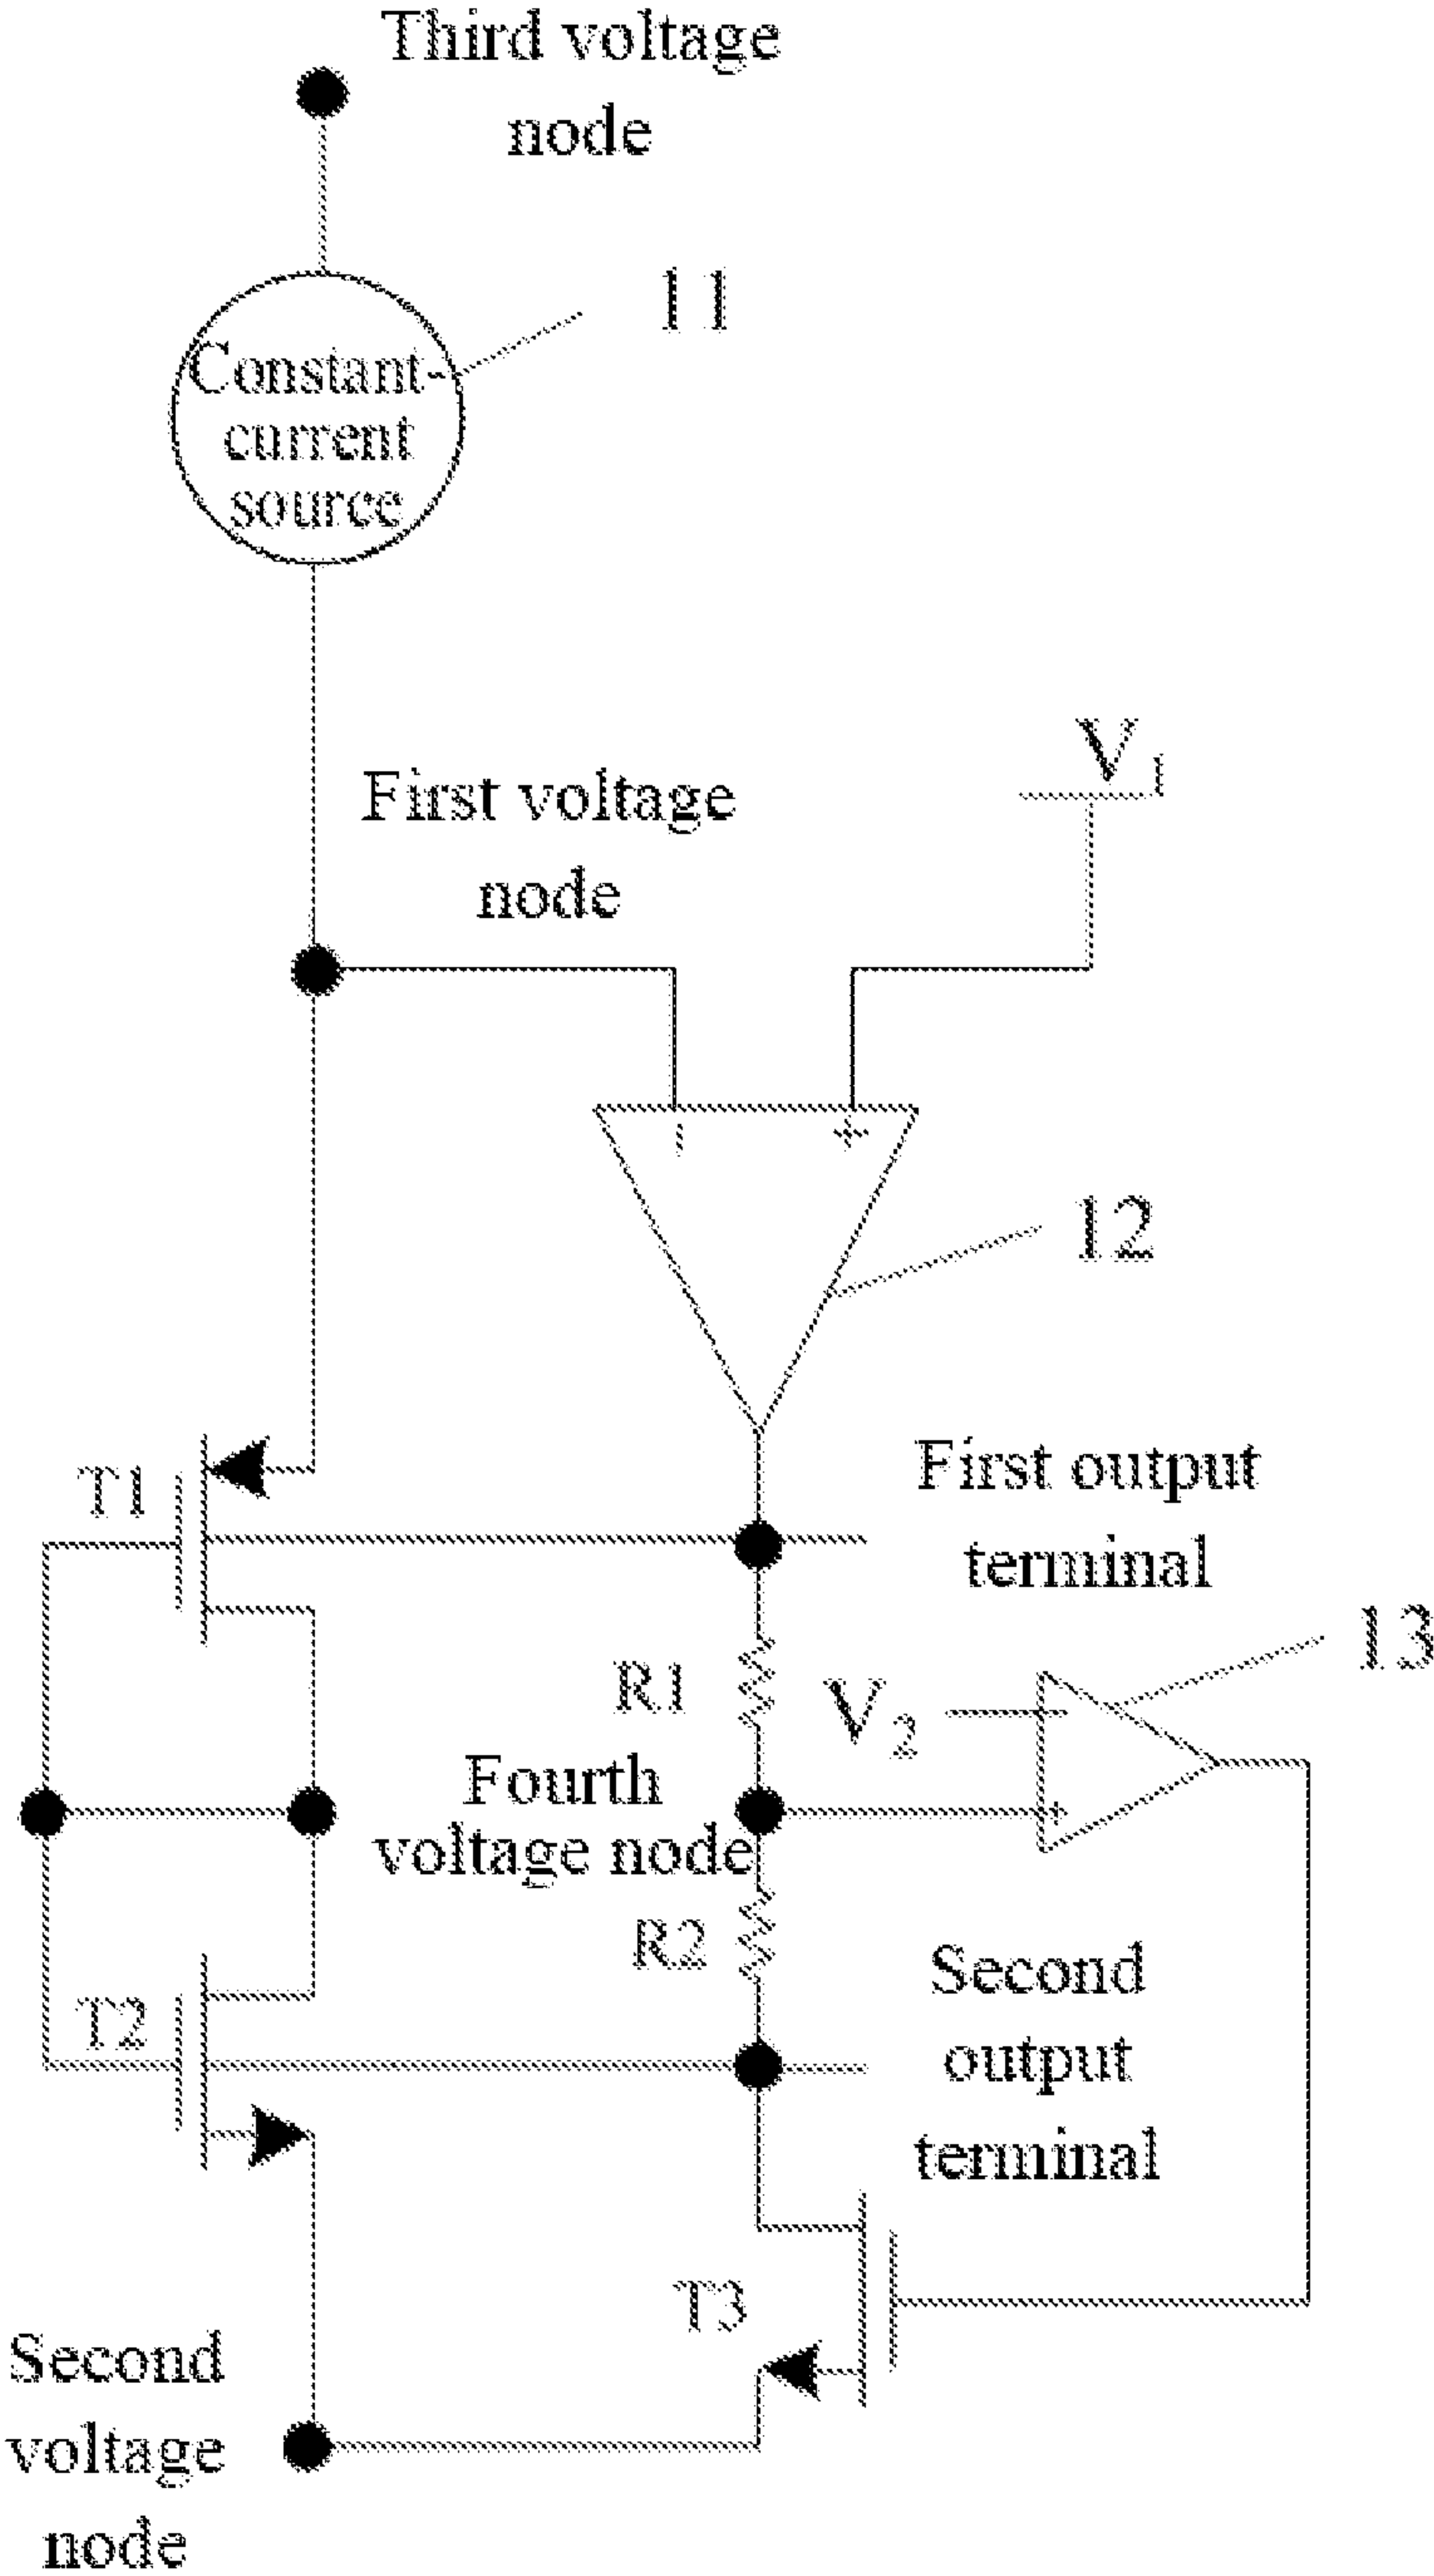 Third voltage
node
11
Constant
current
source
V1
First voltage
node
- +
12
First output
terminal
T1
13
R1
V2 -
Fourth
voltage node
+
R2
Second
output
terminal
T2
T3
Second
voltage
node